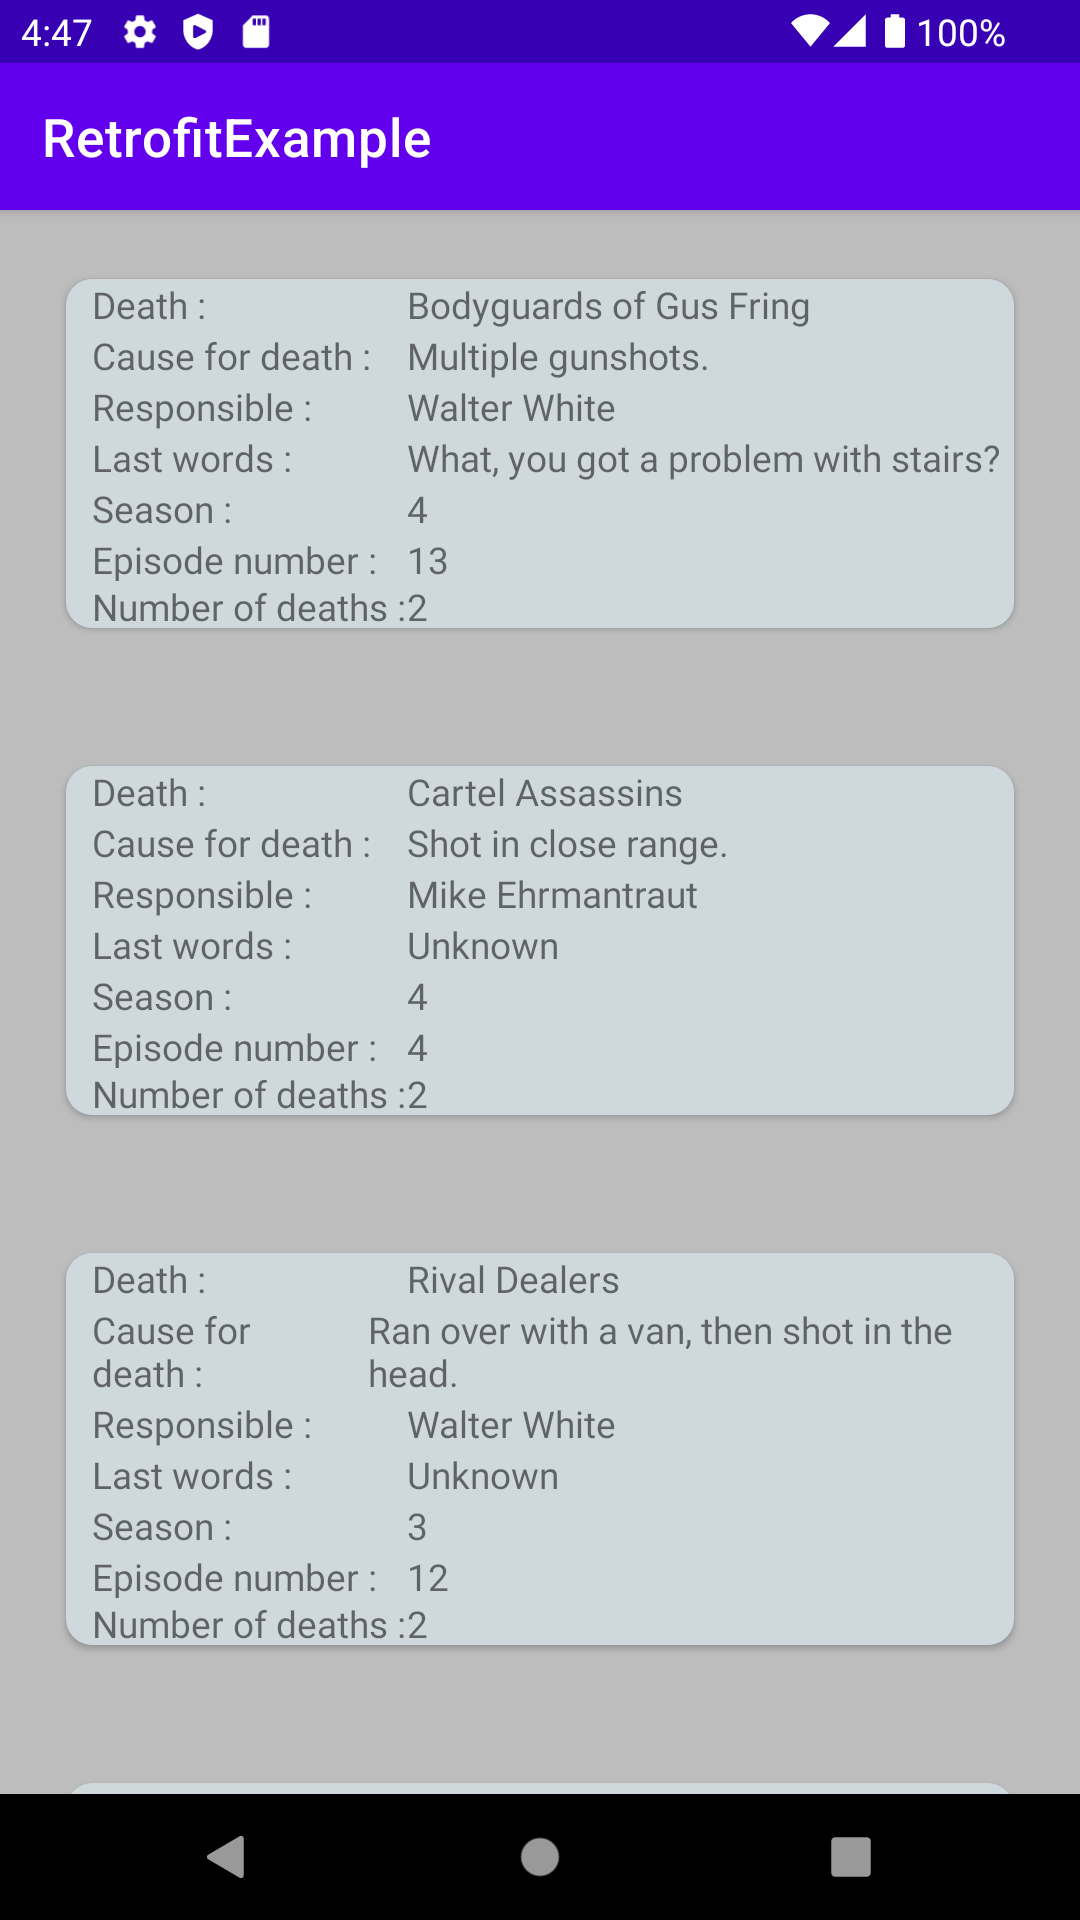 4:47 100%
RetrofitExample
Death : Bodyguards of Gus Fring
Cause for death : Multiple gunshots.
Responsible : Walter White
Last words : What, you got a problem with stairs?
Season : 4
Episode number : 13
Number of deaths :2
Death : Cartel Assassins
Cause for death : Shot in close range.
Responsible : Mike Ehrmantraut
Last words : Unknown
Season : 4
Episode number : 4
Number of deaths :2
Death : Rival Dealers
Cause for Ran over with a van, then shot in the
death : head.
Responsible : Walter White
Last words : Unknown
Season : 3
Episode number : 12
Number of deaths :2